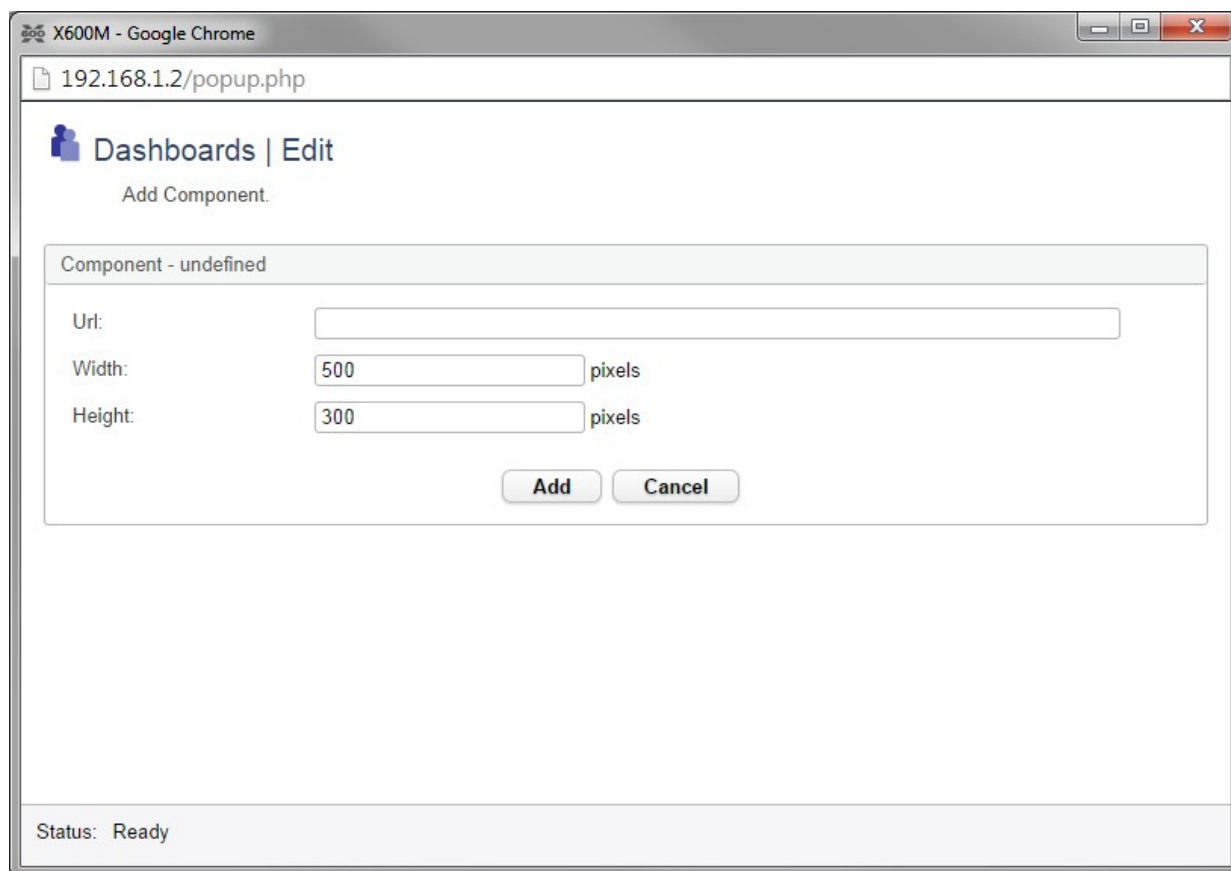 X600M - Google Chrome
192.168.1.2/popup.php
Dashboards | Edit
Add Component.
Component - undefined
Url:
Width: 500 pixels
Height: 300 pixels
Add Cancel
Status: Ready